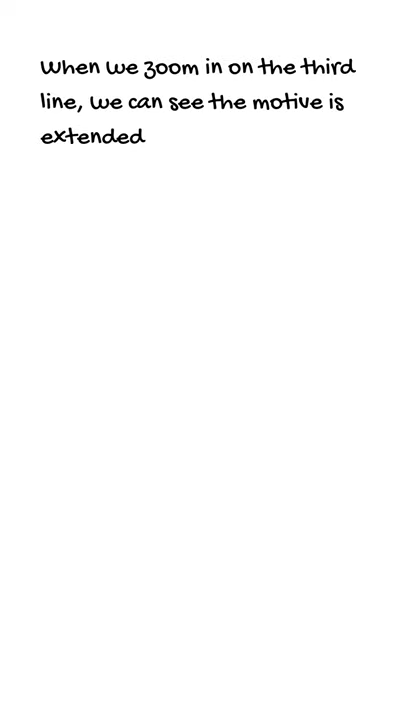 When we zoom in on the third
line, we can see the motive is
extended